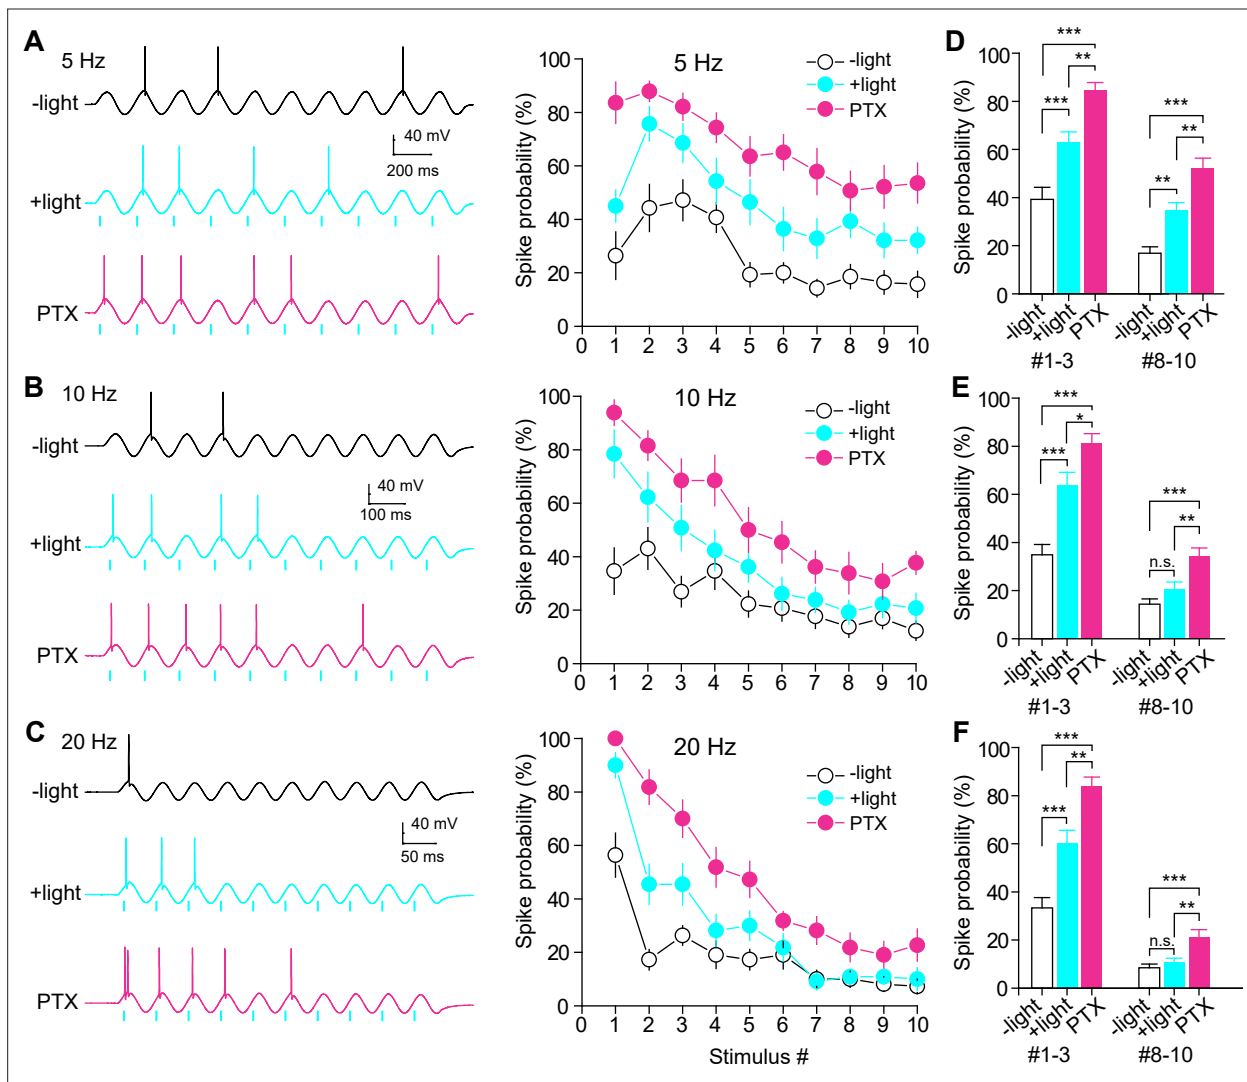 A
5 Hz
-light
40 mV
200 ms
+light
PTX
5 Hz
-light
+light
PTX
Spike probability (%)
100
80
60
40
20
0
0 1 2 3 4 5 6 7 8 9 10
D
Spike probability (%)
100
80
60
40
20
0
***
**
***
***
**
**
-light +light PTX -light +light PTX
#1-3 #8-10
B
10 Hz
-light
40 mV
100 ms
+light
PTX
10 Hz
-light
+light
PTX
Spike probability (%)
100
80
60
40
20
0
0 1 2 3 4 5 6 7 8 9 10
E
Spike probability (%)
100
80
60
40
20
0
***
*
***
***
**
n.s.
-light +light PTX -light +light PTX
#1-3 #8-10
C
20 Hz
-light
40 mV
50 ms
+light
PTX
20 Hz
-light
+light
PTX
Spike probability (%)
100
80
60
40
20
0
0 1 2 3 4 5 6 7 8 9 10
Stimulus #
F
Spike probability (%)
100
80
60
40
20
0
***
**
***
***
**
n.s.
-light +light PTX -light +light PTX
#1-3 #8-10